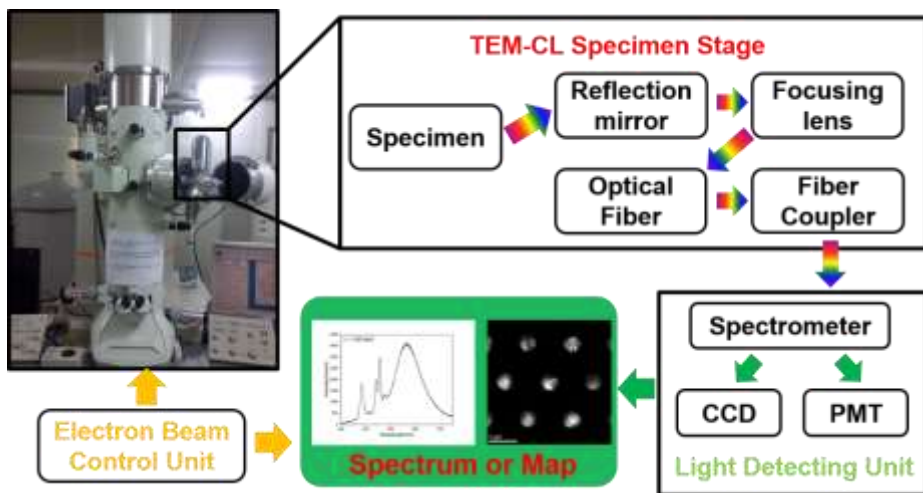 TEM-CL Specimen Stage
Specimen
Reflection
mirror
Focusing
lens
Optical
Fiber
Fiber
Coupler
Spectrometer
CCD
PMT
Light Detecting Unit
Electron Beam
Control Unit
Spectrum or Map